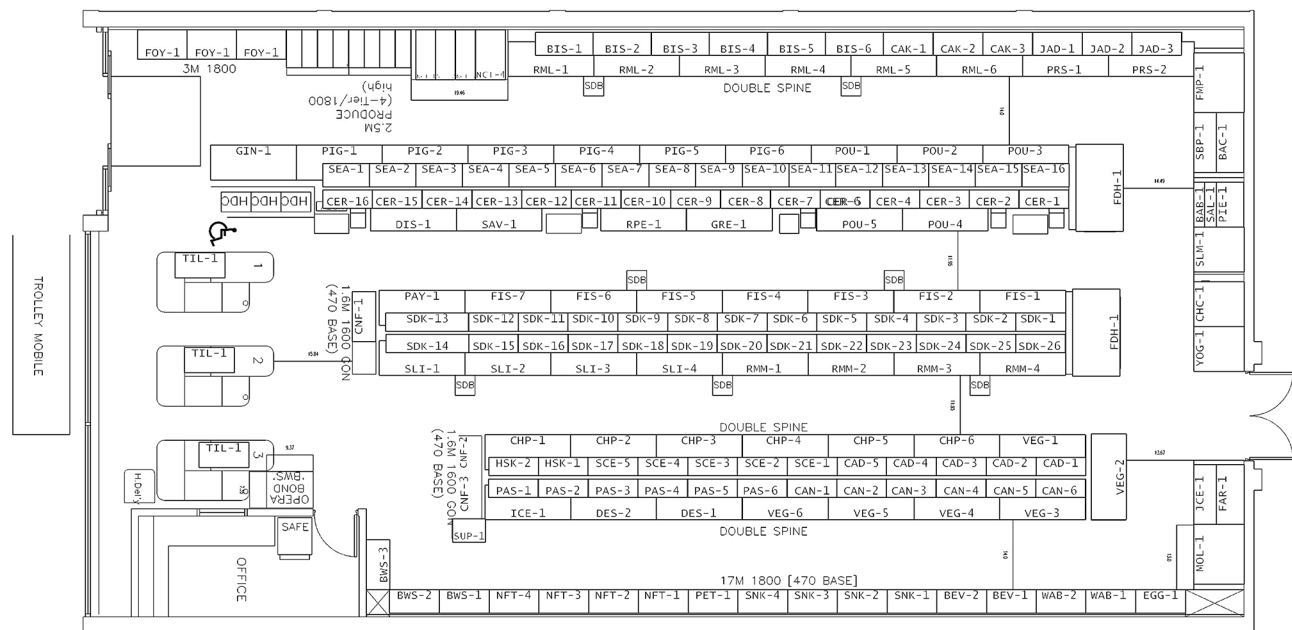 FOY-1 FOY-1 FOY-1
3M 1800
2.5M
PRODUCE
(4-Tier/1800
high)
NCT-4
BIS-1 BIS-2 BIS-3 BIS-4 BIS-5 BIS-6 CAK-1 CAK-2 CAK-3 JAD-1 JAD-2 JAD-3
RML-1 RML-2 RML-3 RML-4 RML-5 RML-6 PRS-1 PRS-2
SDB SDB
DOUBLE SPINE
FMP-1
SBP-1
BAC-1
BAB-1
SAL-1
PIE-1
SLM-1
CHC-1
YOG-1
GIN-1 PIG-1 PIG-2 PIG-3 PIG-4 PIG-5 PIG-6 POU-1 POU-2 POU-3
SEA-1 SEA-2 SEA-3 SEA-4 SEA-5 SEA-6 SEA-7 SEA-8 SEA-9 SEA-10 SEA-11 SEA-12 SEA-13 SEA-14 SEA-15 SEA-16
FDH-1
HDC HDC HDC
CER-16 CER-15 CER-14 CER-13 CER-12 CER-11 CER-10 CER-9 CER-8 CER-7 CER-4 CER-3 CER-2 CER-1
DIS-1 SAV-1 RPE-1 GRE-1 POU-5 POU-4
TROLLEY MOBILE
TIL-1
1
TIL-1
2
TIL-1
3
1.6M 1600 GON
(470 BASE)
CNF-1
SDB SDB
PAY-1 FIS-7 FIS-6 FIS-5 FIS-4 FIS-3 FIS-2 FIS-1
SDK-13 SDK-12 SDK-11 SDK-10 SDK-9 SDK-8 SDK-7 SDK-6 SDK-5 SDK-4 SDK-3 SDK-2 SDK-1
SDK-14 SDK-15 SDK-16 SDK-17 SDK-18 SDK-19 SDK-20 SDK-21 SDK-22 SDK-23 SDK-24 SDK-25 SDK-26
SLI-1 SLI-2 SLI-3 SLI-4 RMM-1 RMM-2 RMM-3 RMM-4
FDH-1
SDB SDB SDB
DOUBLE SPINE
1.6M 1600 GON
(470 BASE)
CNF-2
CNF-3
CHP-1 CHP-2 CHP-3 CHP-4 CHP-5 CHP-6 VEG-1
HSK-2 HSK-1 SCE-5 SCE-4 SCE-3 SCE-2 SCE-1 CAD-5 CAD-4 CAD-3 CAD-2 CAD-1
PAS-1 PAS-2 PAS-3 PAS-4 PAS-5 PAS-6 CAN-1 CAN-2 CAN-3 CAN-4 CAN-5 CAN-6
ICE-1 DES-2 DES-1 VEG-6 VEG-5 VEG-4 VEG-3
VEG-2
SUP-1
DOUBLE SPINE
JCE-1
FAR-1
MOL-1
OPERA
BOND
'BWS'
SAFE
OFFICE
BWS-3
17M 1800 [470 BASE]
BWS-2 BWS-1 NFT-4 NFT-3 NFT-2 NFT-1 PET-1 SNK-4 SNK-3 SNK-2 SNK-1 BEV-2 BEV-1 WAB-2 WAB-1 EGG-1